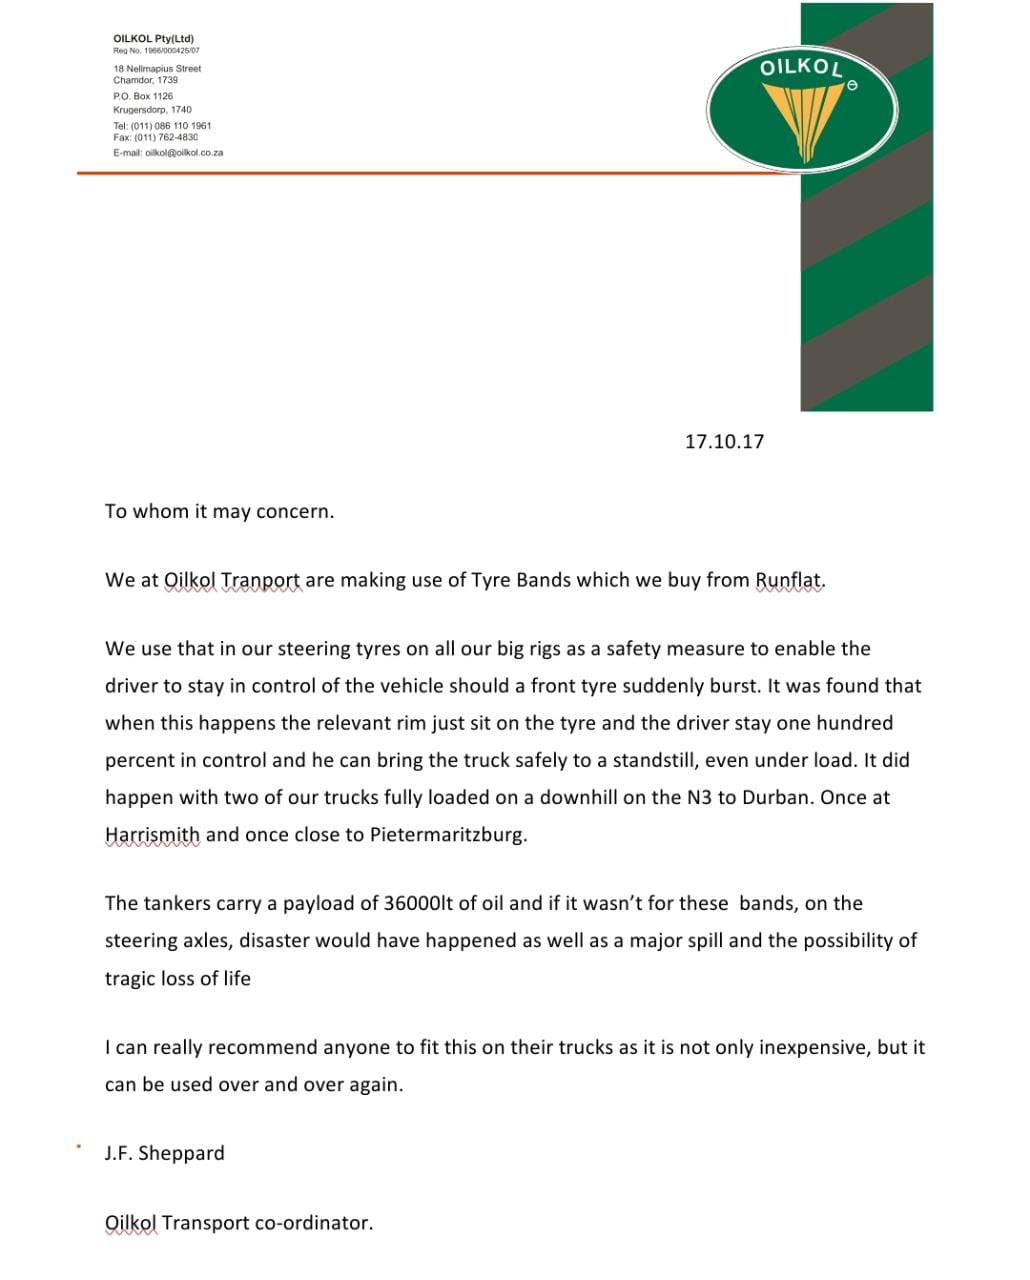 OILKOL Pty(Ltd)
Reg No. 1966/000425/07
18 Nellmapius Street
Chamdor, 1739
P.O. Box 1126
Krugersdorp, 1740
Tel: (011) 086 110 1961
Fax: (011) 762-4830
E-mail: oilkol@oilkol.co.za
OILKOL
17.10.17
To whom it may concern.
We at Oilkol Tranport are making use of Tyre Bands which we buy from Runflat.
We use that in our steering tyres on all our big rigs as a safety measure to enable the
driver to stay in control of the vehicle should a front tyre suddenly burst. It was found that
when this happens the relevant rim just sit on the tyre and the driver stay one hundred
percent in control and he can bring the truck safely to a standstill, even under load. It did
happen with two of our trucks fully loaded on a downhill on the N3 to Durban. Once at
Harrismith and once close to Pietermaritzburg.
The tankers carry a payload of 36000lt of oil and if it wasn’t for these  bands, on the
steering axles, disaster would have happened as well as a major spill and the possibility of
tragic loss of life
I can really recommend anyone to fit this on their trucks as it is not only inexpensive, but it
can be used over and over again.
J.F. Sheppard
Oilkol Transport co-ordinator.